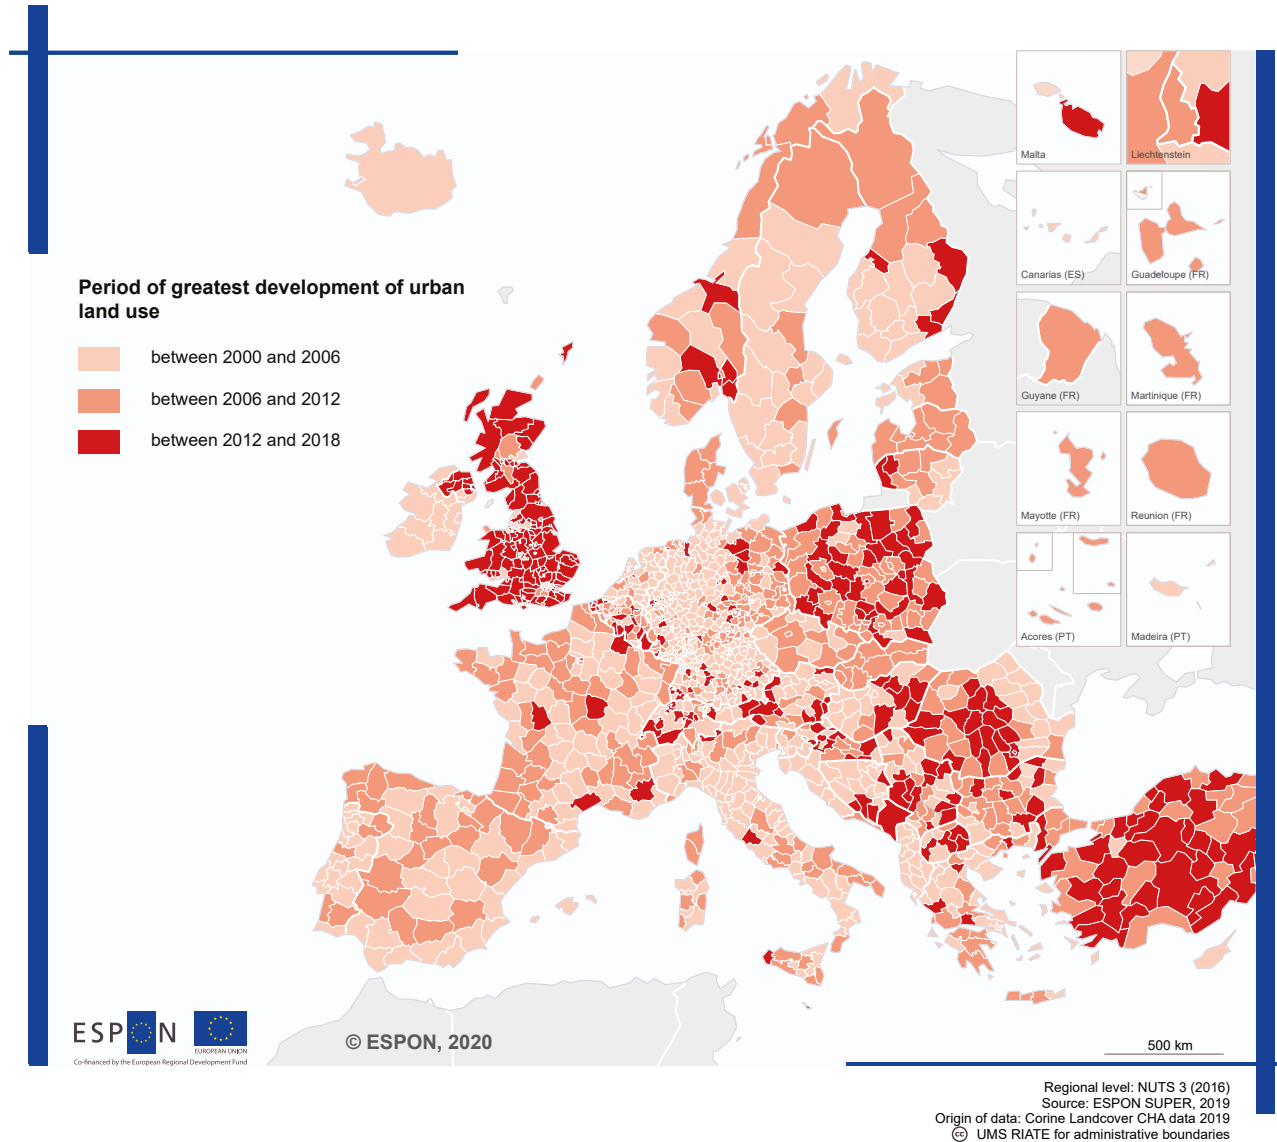 Period of greatest development of urban
land use
between 2000 and 2006
between 2006 and 2012
between 2012 and 2018
Malta
Liechtenstein
Canarias (ES)
Guadeloupe (FR)
Guyane (FR)
Martinique (FR)
Mayotte (FR)
Reunion (FR)
Acores (PT)
Madeira (PT)
ESPON
EUROPEAN UNION
Co-financed by the European Regional Development Fund
© ESPON, 2020
500 km
Regional level: NUTS 3 (2016)
Source: ESPON SUPER, 2019
Origin of data: Corine Landcover CHA data 2019
cc UMS RIATE for administrative boundaries